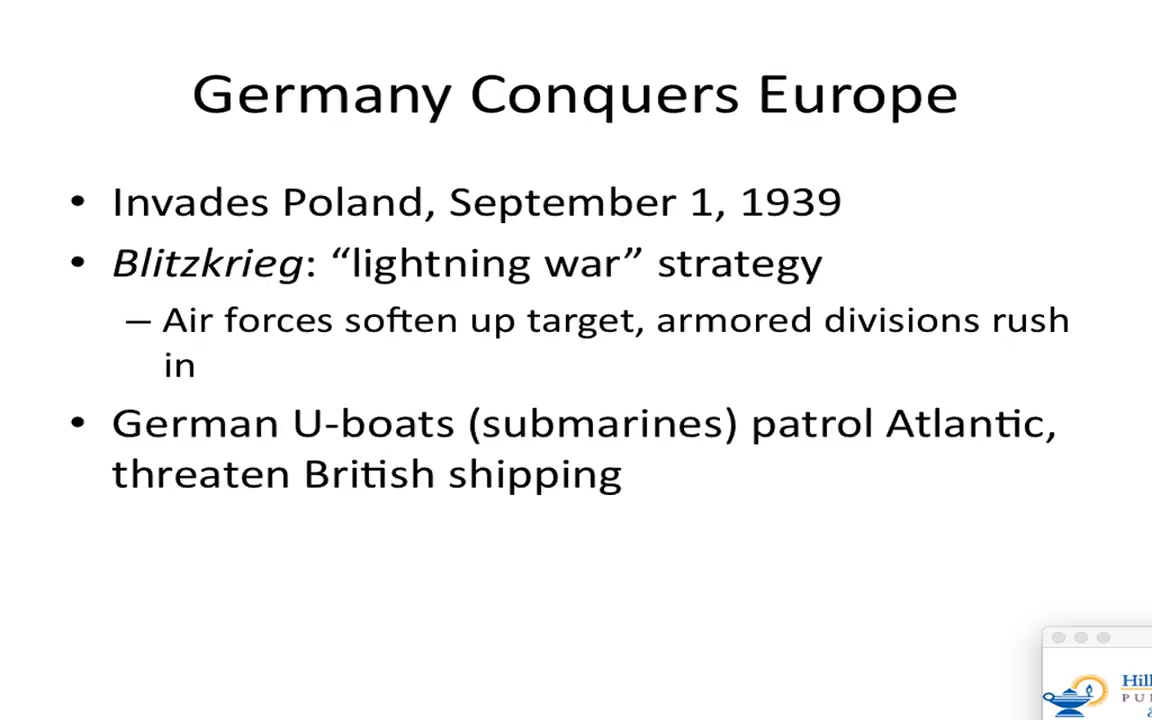 Germany Conquers Europe
• Invades Poland, September 1, 1939
• Blitzkrieg: “lightning war” strategy
– Air forces soften up target, armored divisions rush
in
• German U-boats (submarines) patrol Atlantic,
threaten British shipping